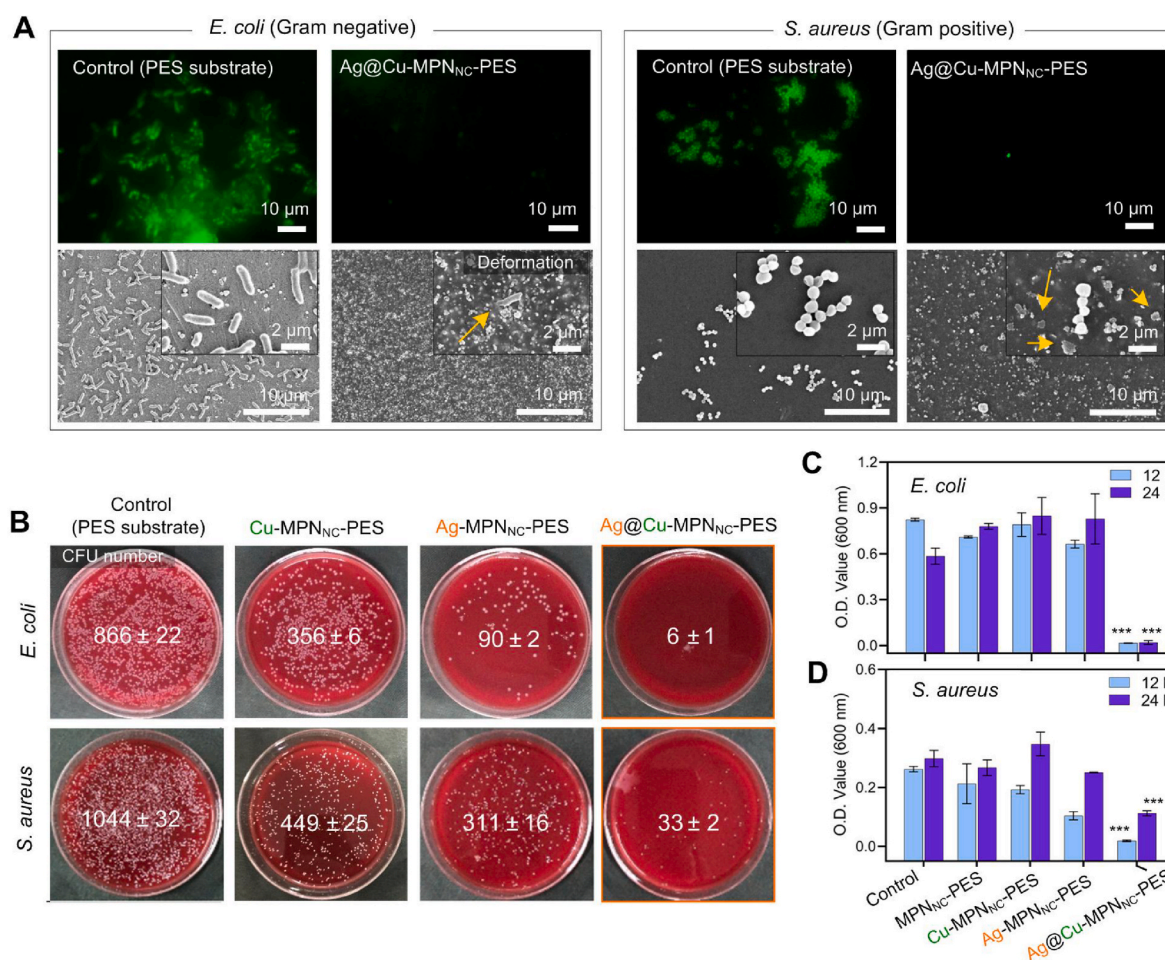 A
E. coli (Gram negative)
S. aureus (Gram positive)
Control (PES substrate)
Ag@Cu-MPNNC-PES
Control (PES substrate)
Ag@Cu-MPNNC-PES
10 µm
10 µm
10 µm
10 µm
Deformation
2 µm
2 µm
2 µm
2 µm
10 µm
10 µm
10 µm
10 µm
B
Control
(PES substrate)
Cu-MPNNC-PES
Ag-MPNNC-PES
Ag@Cu-MPNNC-PES
CFU number
E. coli
866 ± 22
356 ± 6
90 ± 2
6 ± 1
S. aureus
1044 ± 32
449 ± 25
311 ± 16
33 ± 2
C
E. coli
12
24
O.D. Value (600 nm)
1.2
0.9
0.6
0.3
0.0
*** ***
D
S. aureus
12
24
O.D. Value (600 nm)
0.6
0.4
0.2
0.0
***
***
Control
MPNNC-PES
Cu-MPNNC-PES
Ag-MPNNC-PES
Ag@Cu-MPNNC-PES